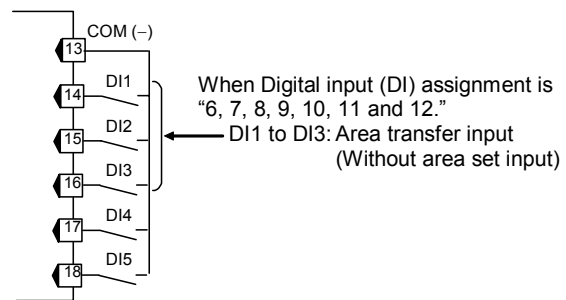 COM (−)
13
14 DI1
15 DI2
16 DI3
17 DI4
18 DI5
When Digital input (DI) assignment is
“6, 7, 8, 9, 10, 11 and 12.”
DI1 to DI3: Area transfer input
(Without area set input)